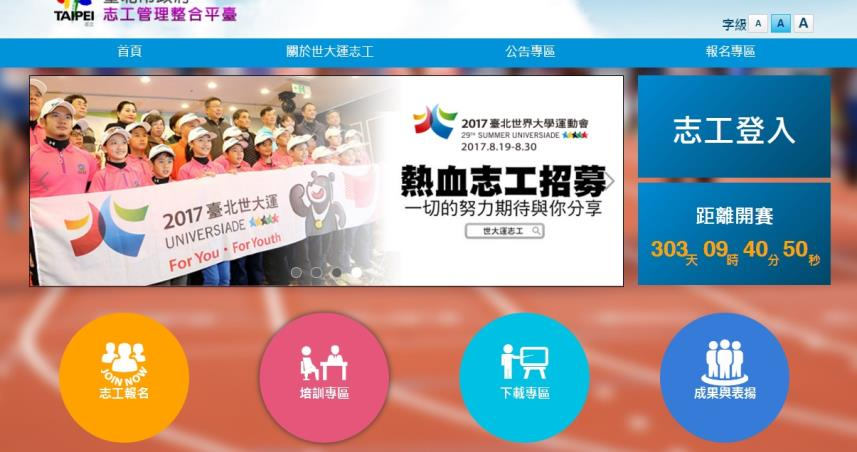 TAIPEI
志工管理整合平臺
字級 A A A
首頁
關於世大運志工
公告專區
報名專區
2017 臺北世大運
UNIVERSIADE
For You · For Youth
2017 臺北世界大學運動會
29TH SUMMER UNIVERSIADE
2017.8.19-8.30
熱血志工招募
一切的努力期待與你分享
世大運志工
志工登入
距離開賽
303天 09時 40分 50秒
JOIN NOW
志工報名
培訓專區
下載專區
成果與表揚